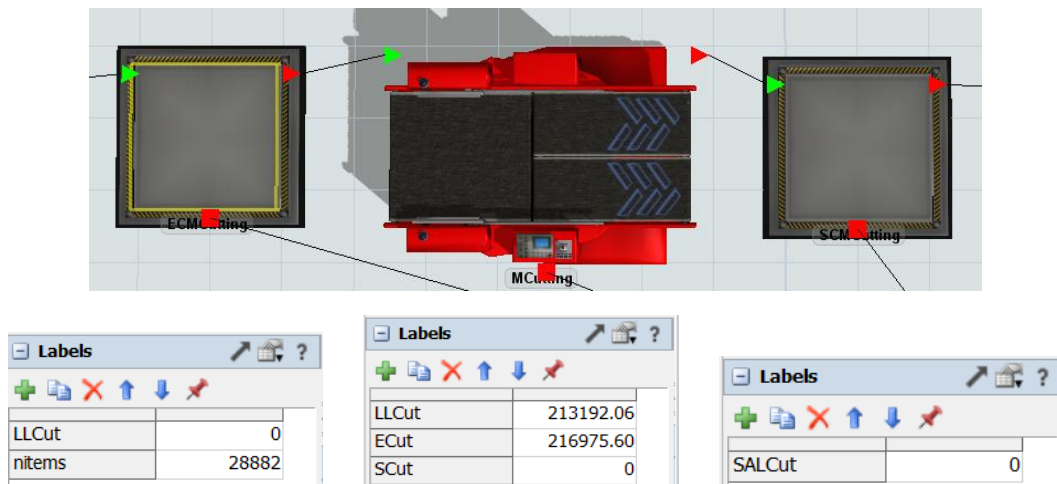 ECMCutting
MCutting
SCMCutting
Labels
?
LLCut 0
nitems 28882
Labels
?
LLCut 213192.06
ECut 216975.60
SCut 0
Labels
?
SALCut 0